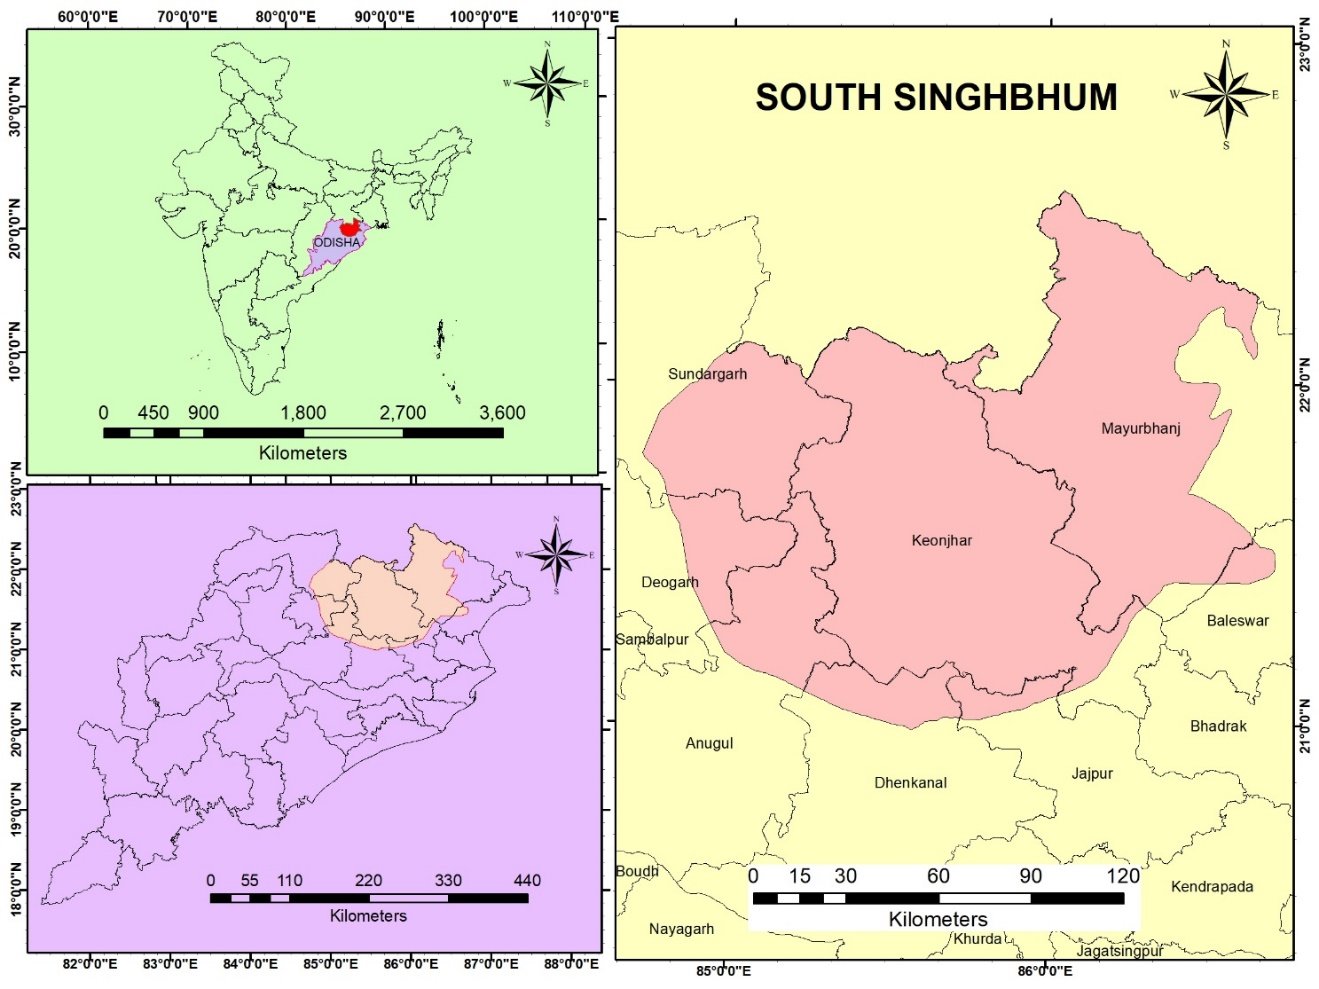 60°0'0"E 70°0'0"E 80°0'0"E 90°0'0"E 100°0'0"E 110°0'0"E
30°0'0"N
20°0'0"N
10°0'0"N
N
W E
S
ODISHA
0 450 900 1,800 2,700 3,600
Kilometers
23°0'0"N
22°0'0"N
21°0'0"N
20°0'0"N
19°0'0"N
18°0'0"N
N
W E
S
0 55 110 220 330 440
Kilometers
82°0'0"E 83°0'0"E 84°0'0"E 85°0'0"E 86°0'0"E 87°0'0"E 88°0'0"E
SOUTH SINGHBHUM
N
W E
S
23°0'0"N
22°0'0"N
21°0'0"N
Sundargarh
Mayurbhanj
Keonjhar
Deogarh
Baleswar
Sambalpur
Bhadrak
Anugul
Jajpur
Dhenkanal
Boudh
Kendrapada
Nayagarh
Khurda
Jagatsingpur
0 15 30 60 90 120
Kilometers
85°0'0"E 86°0'0"E